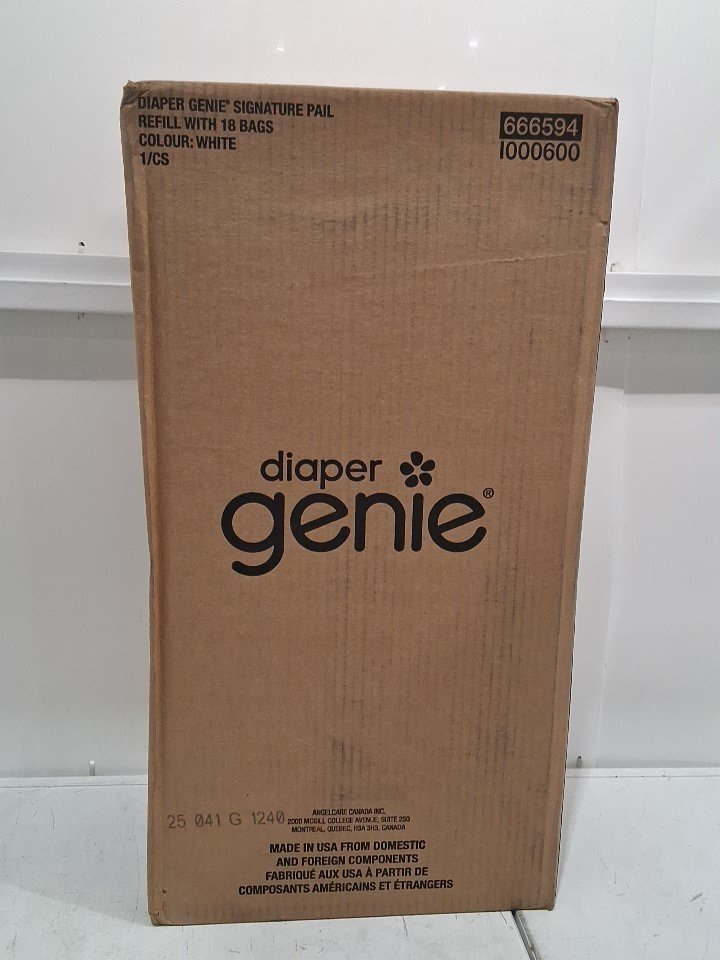 DIAPER GENIE® SIGNATURE PAIL
REFILL WITH 18 BAGS
COLOUR: WHITE
1/CS
666594
I000600
diaper
genie®
25 041 G 1240
ANGELCARE CANADA INC.
2000 MCGILL COLLEGE AVENUE, SUITE 250
MONTREAL, QUEBEC, H3A 3H3, CANADA
MADE IN USA FROM DOMESTIC
AND FOREIGN COMPONENTS
FABRIQUÉ AUX USA À PARTIR DE
COMPOSANTS AMÉRICAINS ET ÉTRANGERS